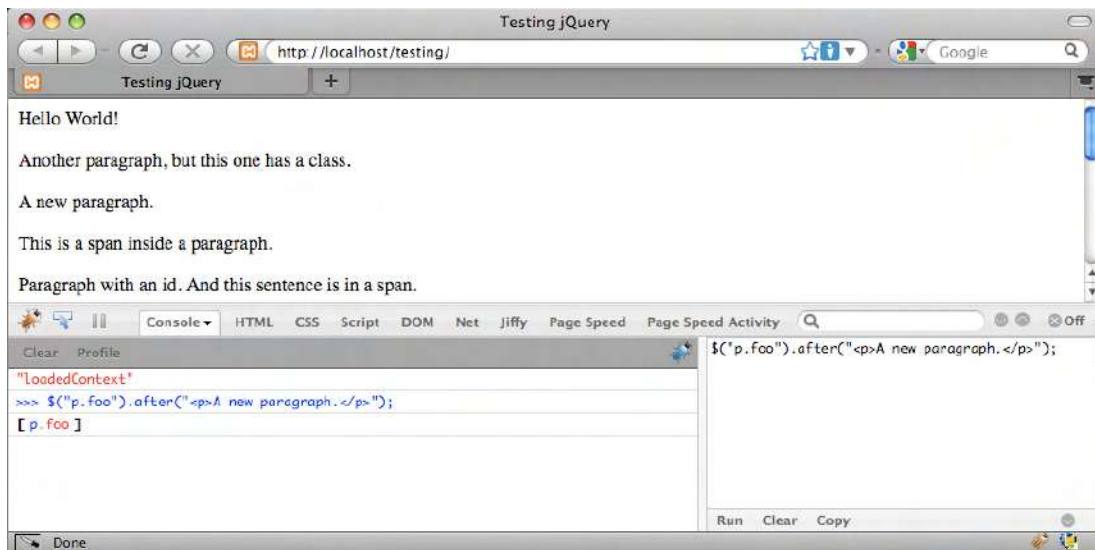 Testing jQuery
http://localhost/testing/
Google
Testing jQuery
+
Hello World!
Another paragraph, but this one has a class.
A new paragraph.
This is a span inside a paragraph.
Paragraph with an id. And this sentence is in a span.
Console HTML CSS Script DOM Net Jiffy Page Speed Page Speed Activity Off
Clear Profile
"loadedContext"
>>> $("p.foo").after("<p>A new paragraph.</p>");
[ p.foo ]
$("p.foo").after("<p>A new paragraph.</p>");
Run Clear Copy
Done